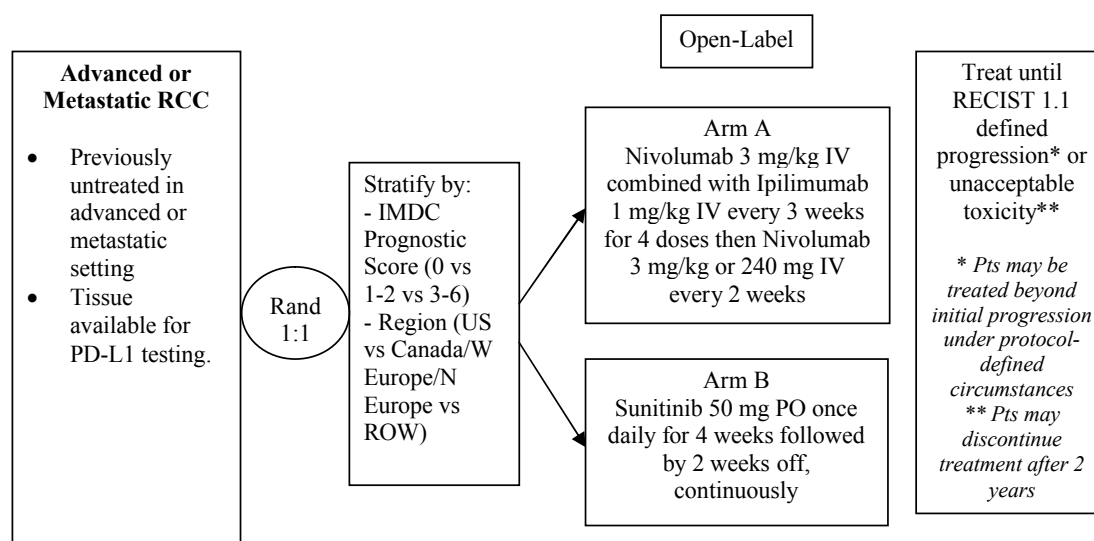 Open-Label
Advanced or
Metastatic RCC
• Previously
untreated in
advanced or
metastatic
setting
• Tissue
available for
PD-L1 testing.
Rand
1:1
Stratify by:
- IMDC
Prognostic
Score (0 vs
1-2 vs 3-6)
- Region (US
vs Canada/W
Europe/N
Europe vs
ROW)
Arm A
Nivolumab 3 mg/kg IV
combined with Ipilimumab
1 mg/kg IV every 3 weeks
for 4 doses then Nivolumab
3 mg/kg or 240 mg IV
every 2 weeks
Arm B
Sunitinib 50 mg PO once
daily for 4 weeks followed
by 2 weeks off,
continuously
Treat until
RECIST 1.1
defined
progression* or
unacceptable
toxicity**
* Pts may be
treated beyond
initial progression
under protocol-
defined
circumstances
** Pts may
discontinue
treatment after 2
years